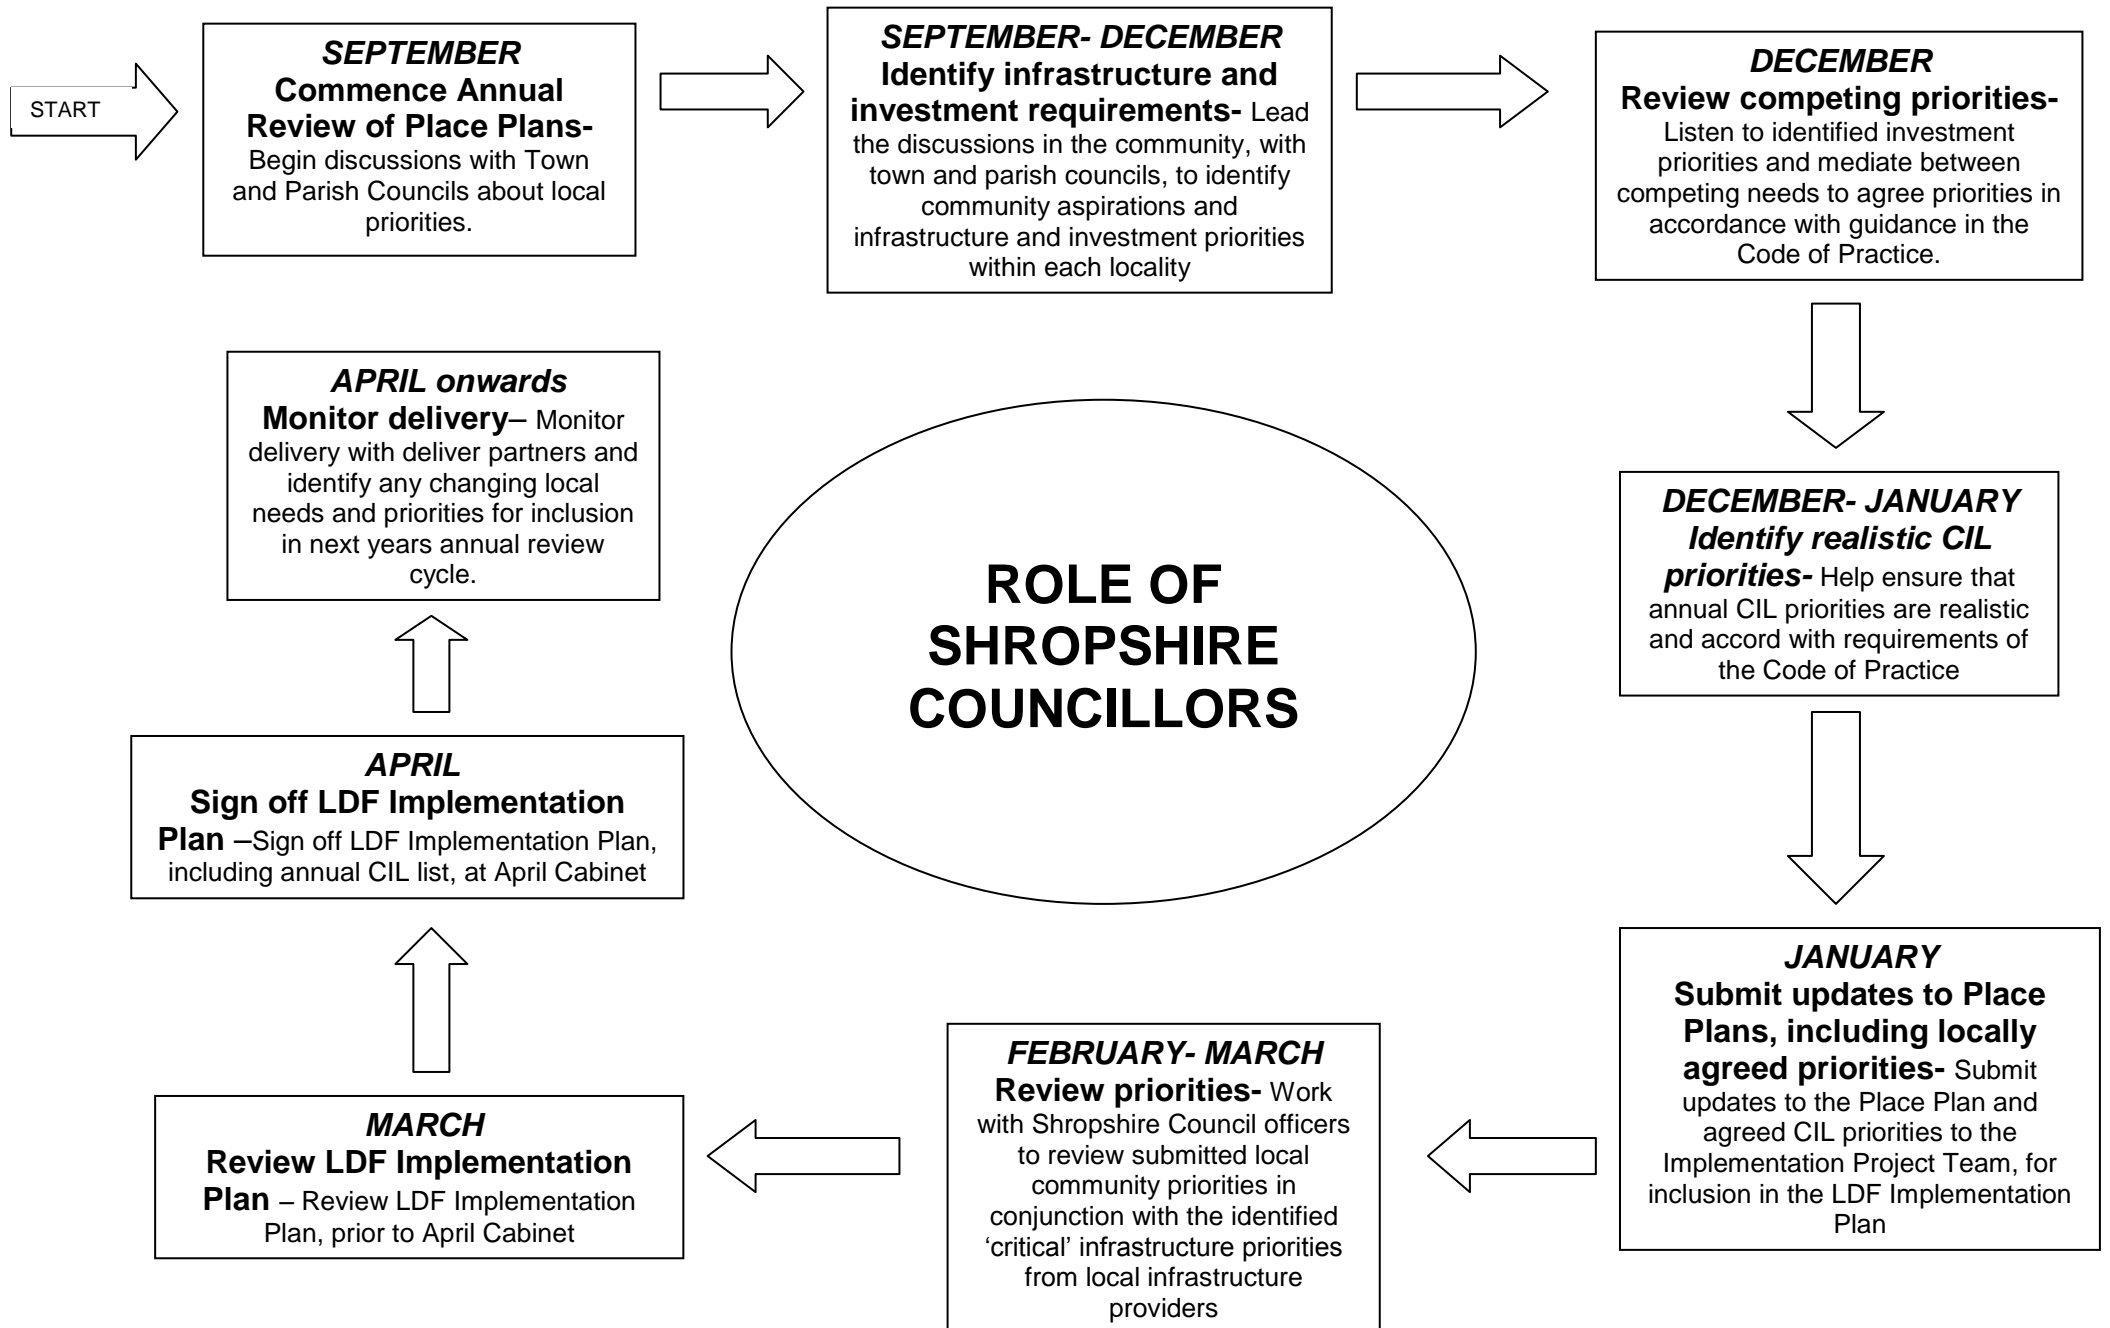 START
SEPTEMBER
Commence Annual
Review of Place Plans-
Begin discussions with Town
and Parish Councils about local
priorities.
SEPTEMBER- DECEMBER
Identify infrastructure and
investment requirements- Lead
the discussions in the community, with
town and parish councils, to identify
community aspirations and
infrastructure and investment priorities
within each locality
DECEMBER
Review competing priorities-
Listen to identified investment
priorities and mediate between
competing needs to agree priorities in
accordance with guidance in the
Code of Practice.
DECEMBER- JANUARY
Identify realistic CIL
priorities- Help ensure that
annual CIL priorities are realistic
and accord with requirements of
the Code of Practice
JANUARY
Submit updates to Place
Plans, including locally
agreed priorities- Submit
updates to the Place Plan and
agreed CIL priorities to the
Implementation Project Team, for
inclusion in the LDF Implementation
Plan
FEBRUARY- MARCH
Review priorities- Work
with Shropshire Council officers
to review submitted local
community priorities in
conjunction with the identified
‘critical’ infrastructure priorities
from local infrastructure
providers
MARCH
Review LDF Implementation
Plan – Review LDF Implementation
Plan, prior to April Cabinet
APRIL
Sign off LDF Implementation
Plan –Sign off LDF Implementation Plan,
including annual CIL list, at April Cabinet
APRIL onwards
Monitor delivery– Monitor
delivery with deliver partners and
identify any changing local
needs and priorities for inclusion
in next years annual review
cycle.
ROLE OF
SHROPSHIRE
COUNCILLORS